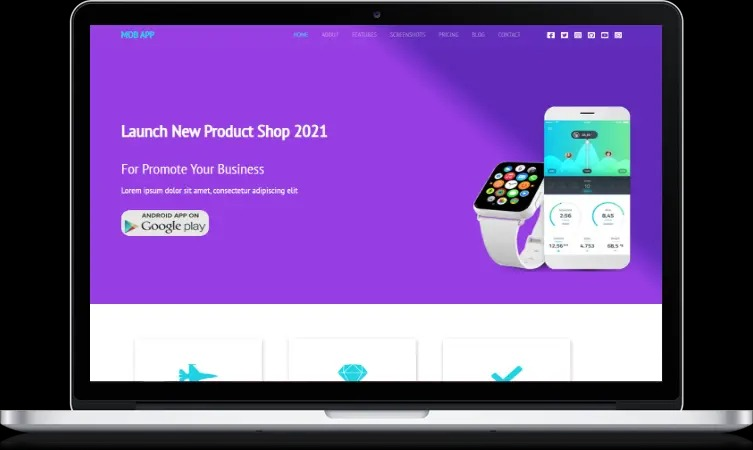 MOB APP
HOME ABOUT FEATURES SCREENSHOTS PRICING BLOG CONTACT
Launch New Product Shop 2021
For Promote Your Business
Lorem ipsum dolor sit amet, consectetur adipiscing elit
ANDROID APP ON
Google play
2.56
8.45
12.56
4.753
68.5